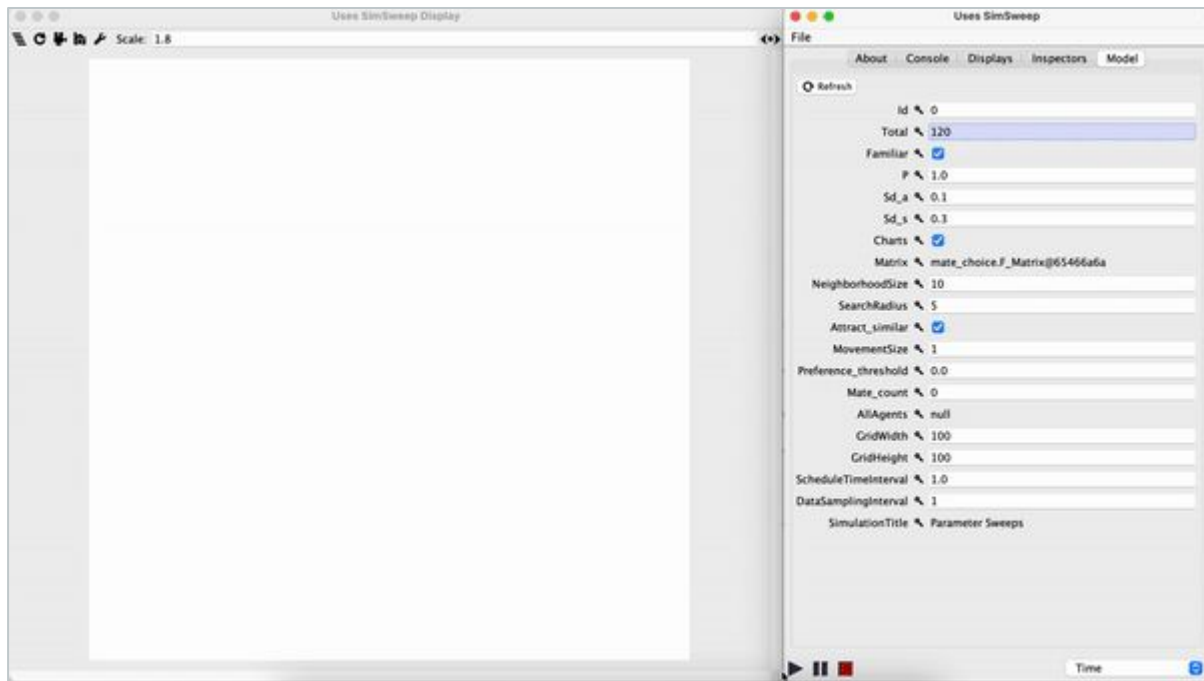 Uses SimSweep Display
Scale: 1.8
Uses SimSweep
File
About Console Displays Inspectors Model
Refresh
Id 0
Total 120
Familiar
P 1.0
Sd_a 0.1
Sd_s 0.3
Charts
Matrix mate_choice.F_Matrix@65466a6a
NeighborhoodSize 10
SearchRadius 5
Attract_similar
MovementSize 1
Preference_threshold 0.0
Mate_count 0
AllAgents null
GridWidth 100
GridHeight 100
ScheduleTimeInterval 1.0
DataSamplingInterval 1
SimulationTitle Parameter Sweeps
Time